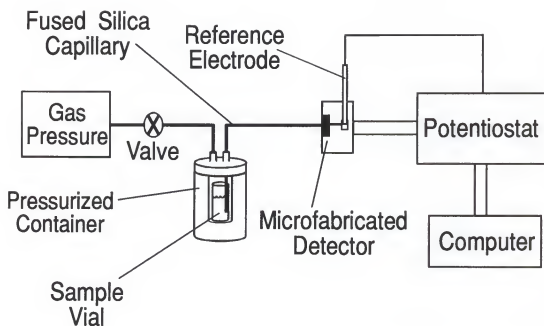 Fused Silica
Capillary
Reference
Electrode
Gas
Pressure
Valve
Potentiostat
Pressurized
Container
Microfabricated
Detector
Computer
Sample
Vial